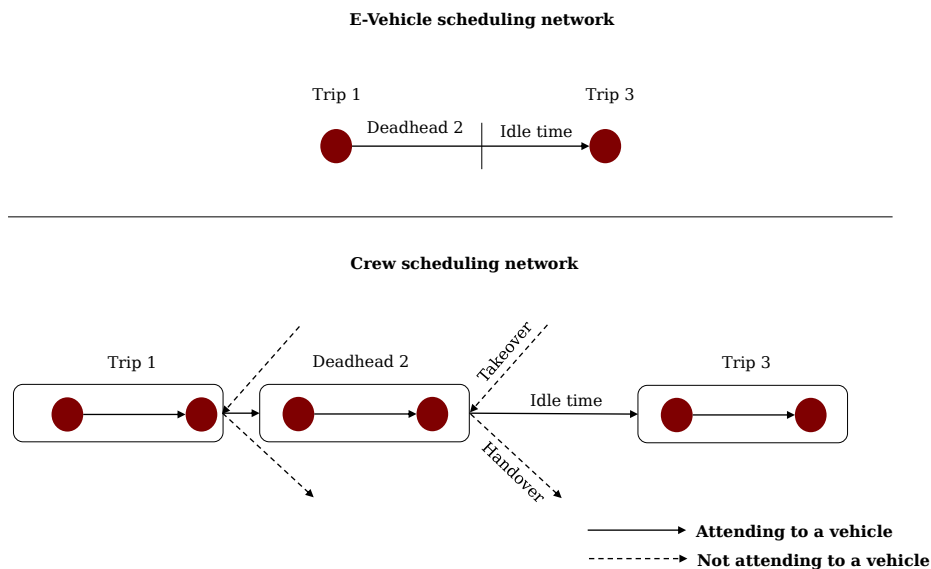 E-Vehicle scheduling network
Trip 1
Trip 3
Deadhead 2
Idle time
Crew scheduling network
Trip 1
Deadhead 2
Takeover
Trip 3
Idle time
Handover
Attending to a vehicle
Not attending to a vehicle